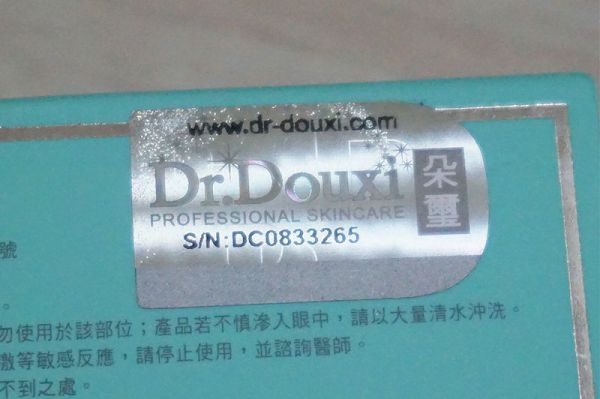 www.dr-douxi.com
Dr.Douxi
朵璽
PROFESSIONAL SKINCARE
S/N:DC0833265
號
。
勿使用於該部位；產品若不慎滲入眼中，請以大量清水沖洗。
激等敏感反應，請停止使用，並諮詢醫師。
不到之處。